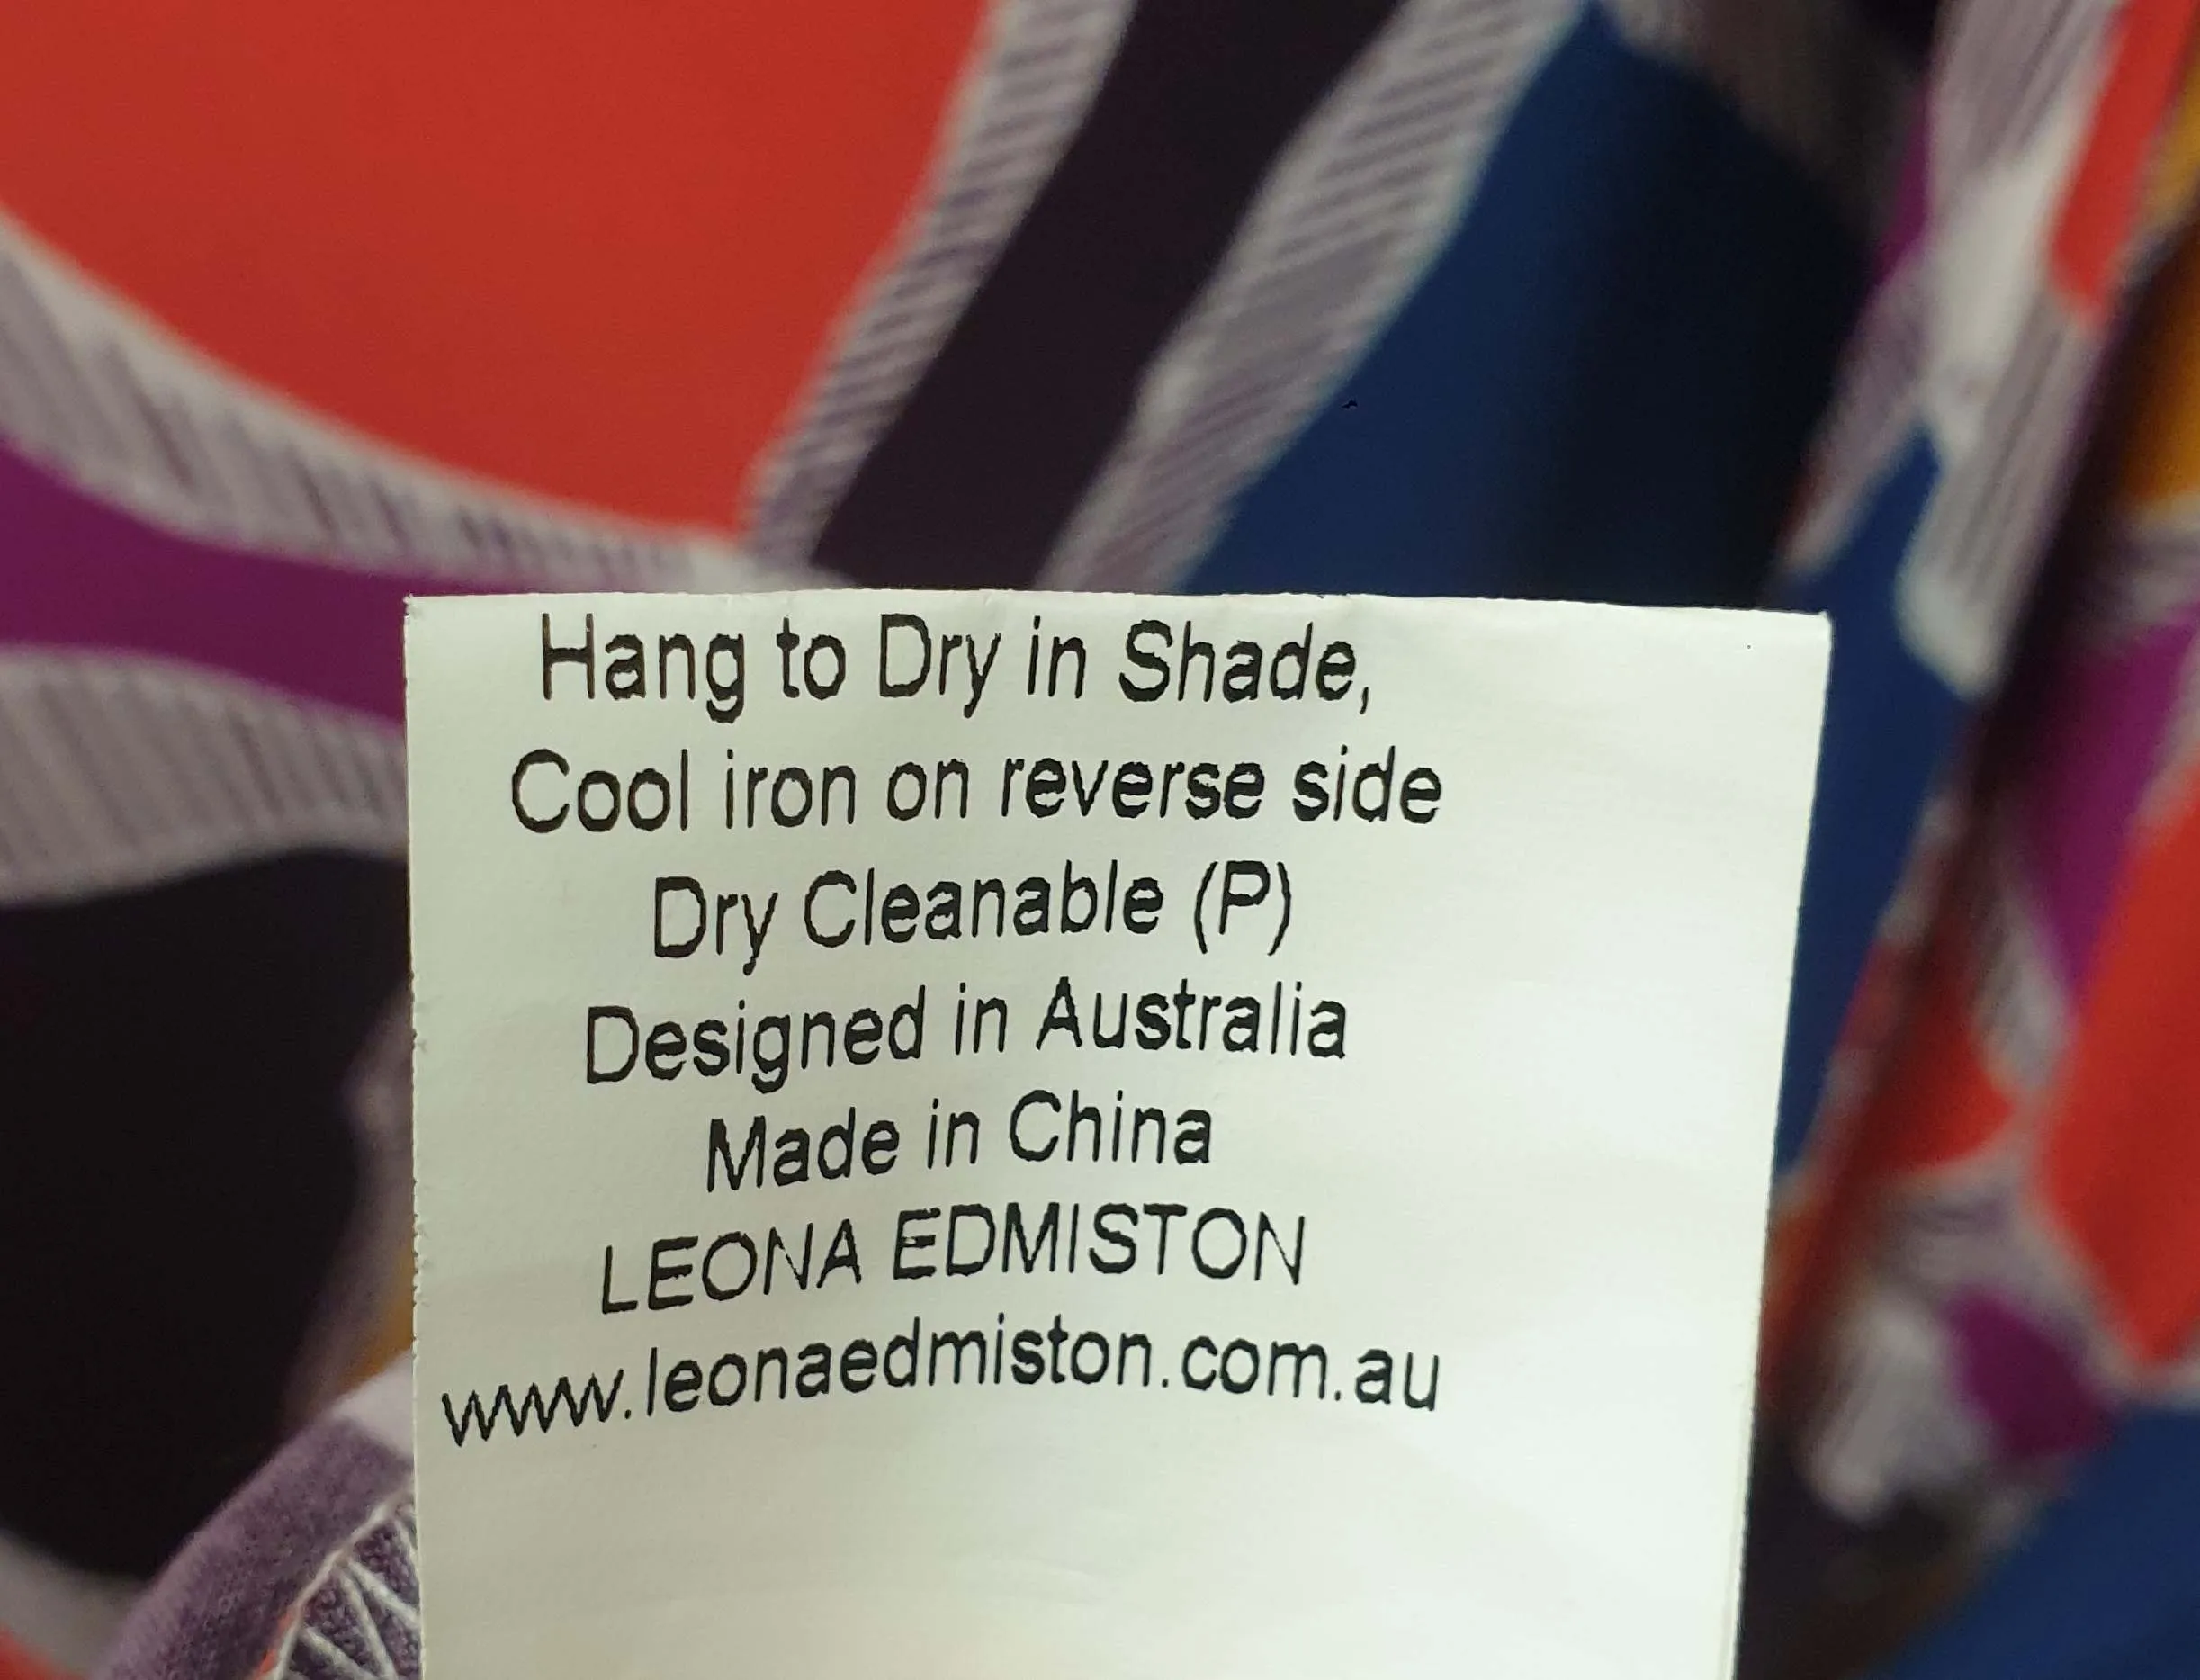 Hang to Dry in Shade,
Cool iron on reverse side
Dry Cleanable (P)
Designed in Australia
Made in China
LEONA EDMISTON
www.leonaedmiston.com.au